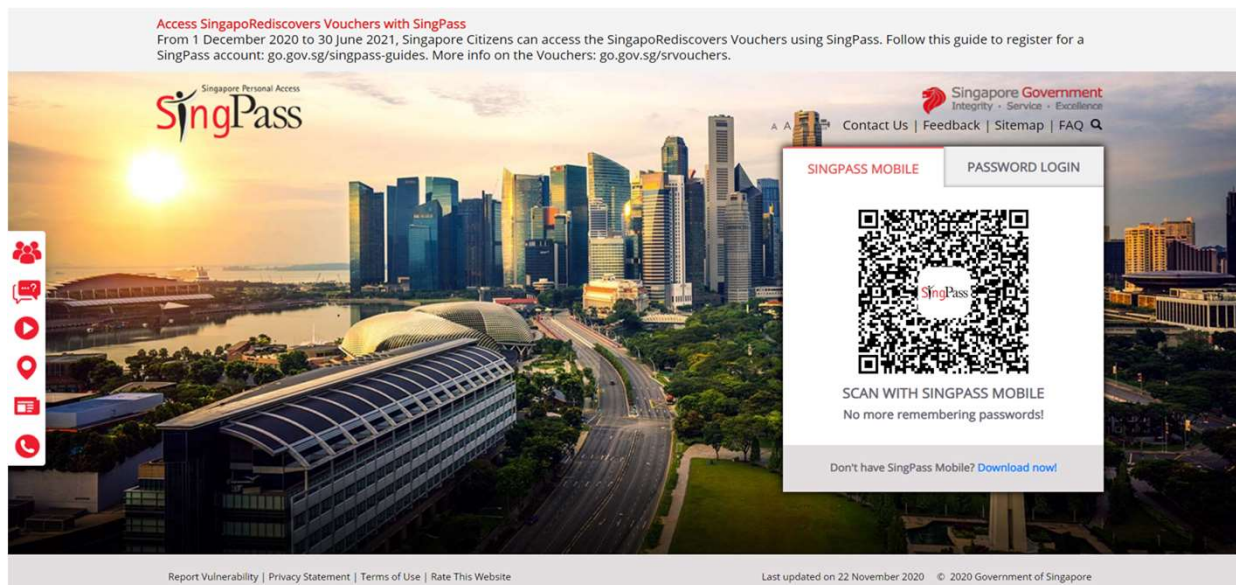 Access SingapoRediscovers Vouchers with SingPass
From 1 December 2020 to 30 June 2021, Singapore Citizens can access the SingapoRediscovers Vouchers using SingPass. Follow this guide to register for a
SingPass account: go.gov.sg/singpass-guides. More info on the Vouchers: go.gov.sg/srvouchers.
Singapore Personal Access
SingPass
Singapore Government
Integrity · Service · Excellence
A A Contact Us | Feedback | Sitemap | FAQ
SINGPASS MOBILE
PASSWORD LOGIN
SingPass
SCAN WITH SINGPASS MOBILE
No more remembering passwords!
Don't have SingPass Mobile? Download now!
Report Vulnerability | Privacy Statement | Terms of Use | Rate This Website
Last updated on 22 November 2020 © 2020 Government of Singapore